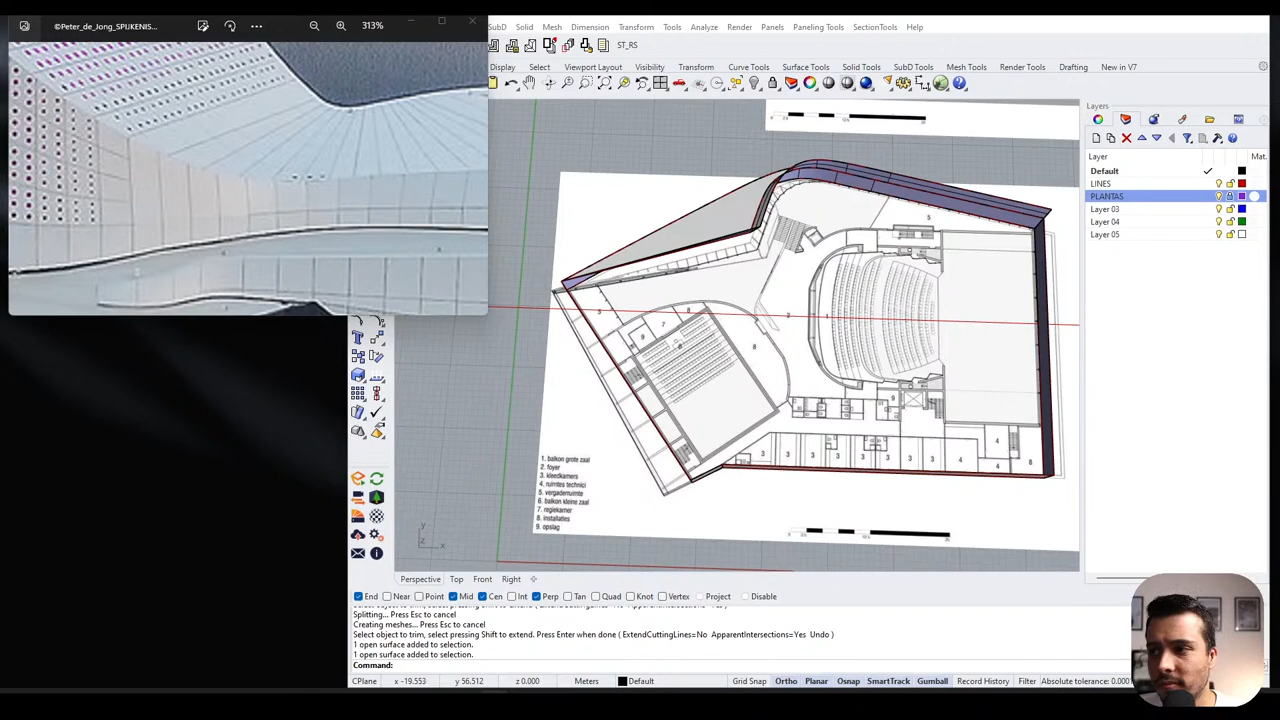 ©Peter_de_Jong_SPIJKENIS...
313%
SubD Solid Mesh Dimension Transform Tools Analyze Render Panels Paneling Tools SectionTools Help
ST_RS
Display Select Viewport Layout Visibility Transform Curve Tools Surface Tools Solid Tools SubD Tools Mesh Tools Render Tools Drafting New in V7
Layers
Layer Mat.
Default
LINES
PLANTAS
Layer 03
Layer 04
Layer 05
1. balkon grote zaal
2. foyer
3. kleedkamers
4. ruimtes technici
5. vergaderruimte
6. balkon kleine zaal
7. regiekamer
8. installaties
9. opslag
y
z x
Perspective Top Front Right
End Near Point Mid Cen Int Perp Tan Quad Knot Vertex Project Disable
Splitting... Press Esc to cancel
Creating meshes... Press Esc to cancel
Select object to trim, select pressing Shift to extend. Press Enter when done ( ExtendCuttingLines=No ApparentIntersections=Yes Undo )
1 open surface added to selection.
1 open surface added to selection.
Command:
CPlane x -19.553 y 56.512 z 0.000 Meters Default Grid Snap Ortho Planar Osnap SmartTrack Gumball Record History Filter Absolute tolerance: 0.001